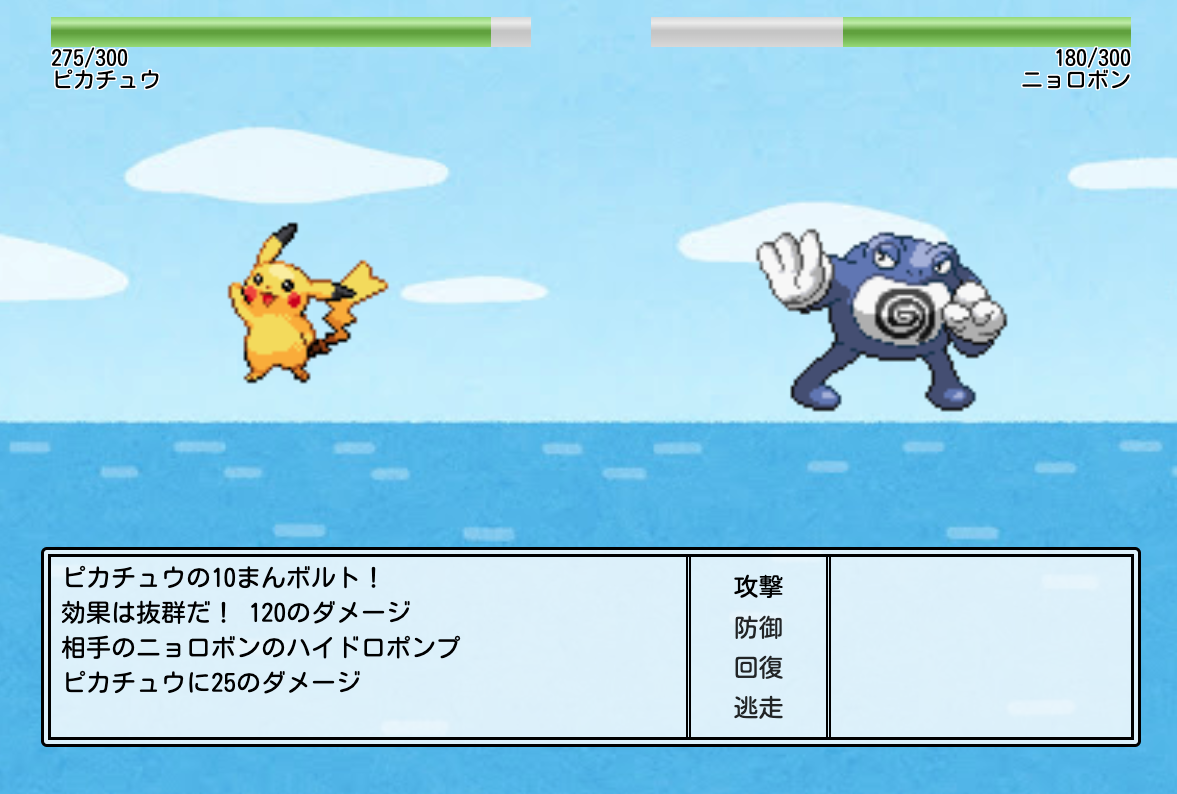 275/300
ピカチュウ
180/300
ニョロボン
ピカチュウの10まんボルト！
効果は抜群だ！ 120のダメージ
相手のニョロボンのハイドロポンプ
ピカチュウに25のダメージ
攻撃
防御
回復
逃走